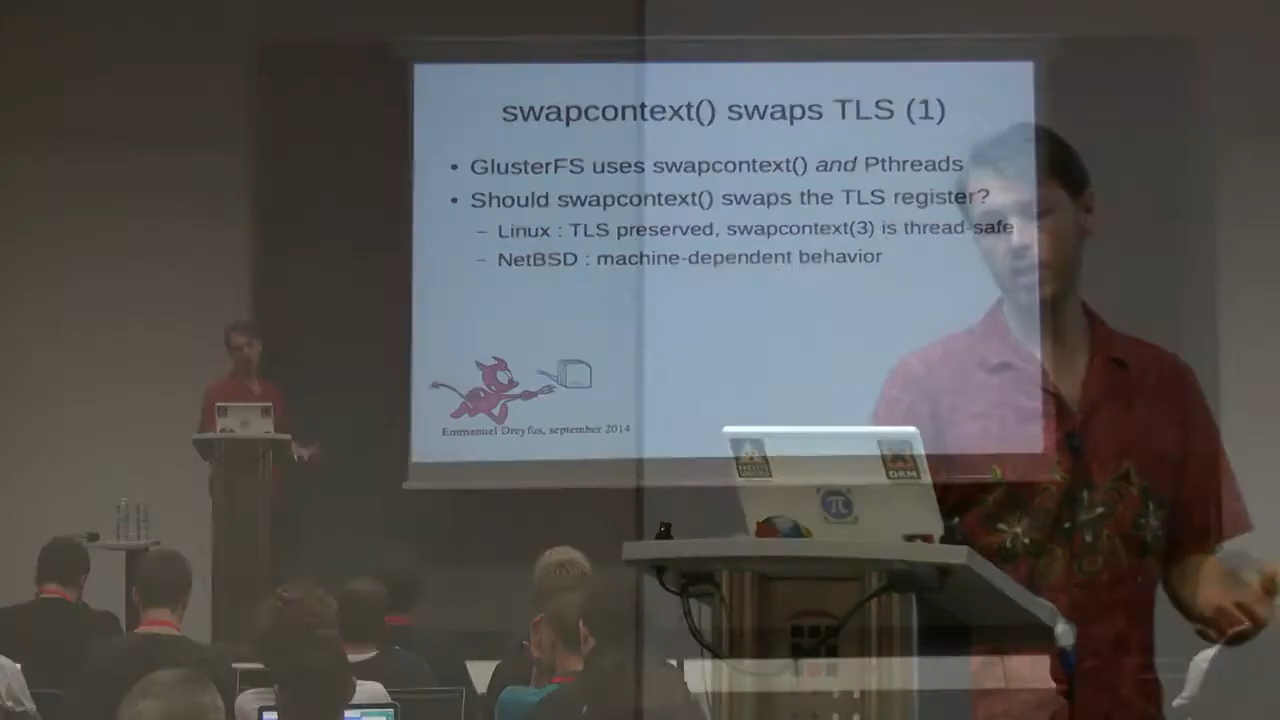 swapcontext() swaps TLS (1)
• GlusterFS uses swapcontext() and Pthreads
• Should swapcontext() swaps the TLS register?
– Linux : TLS preserved, swapcontext(3) is thread-safe
– NetBSD : machine-dependent behavior
Emmanuel Dreyfus, september 2014
DRM
π